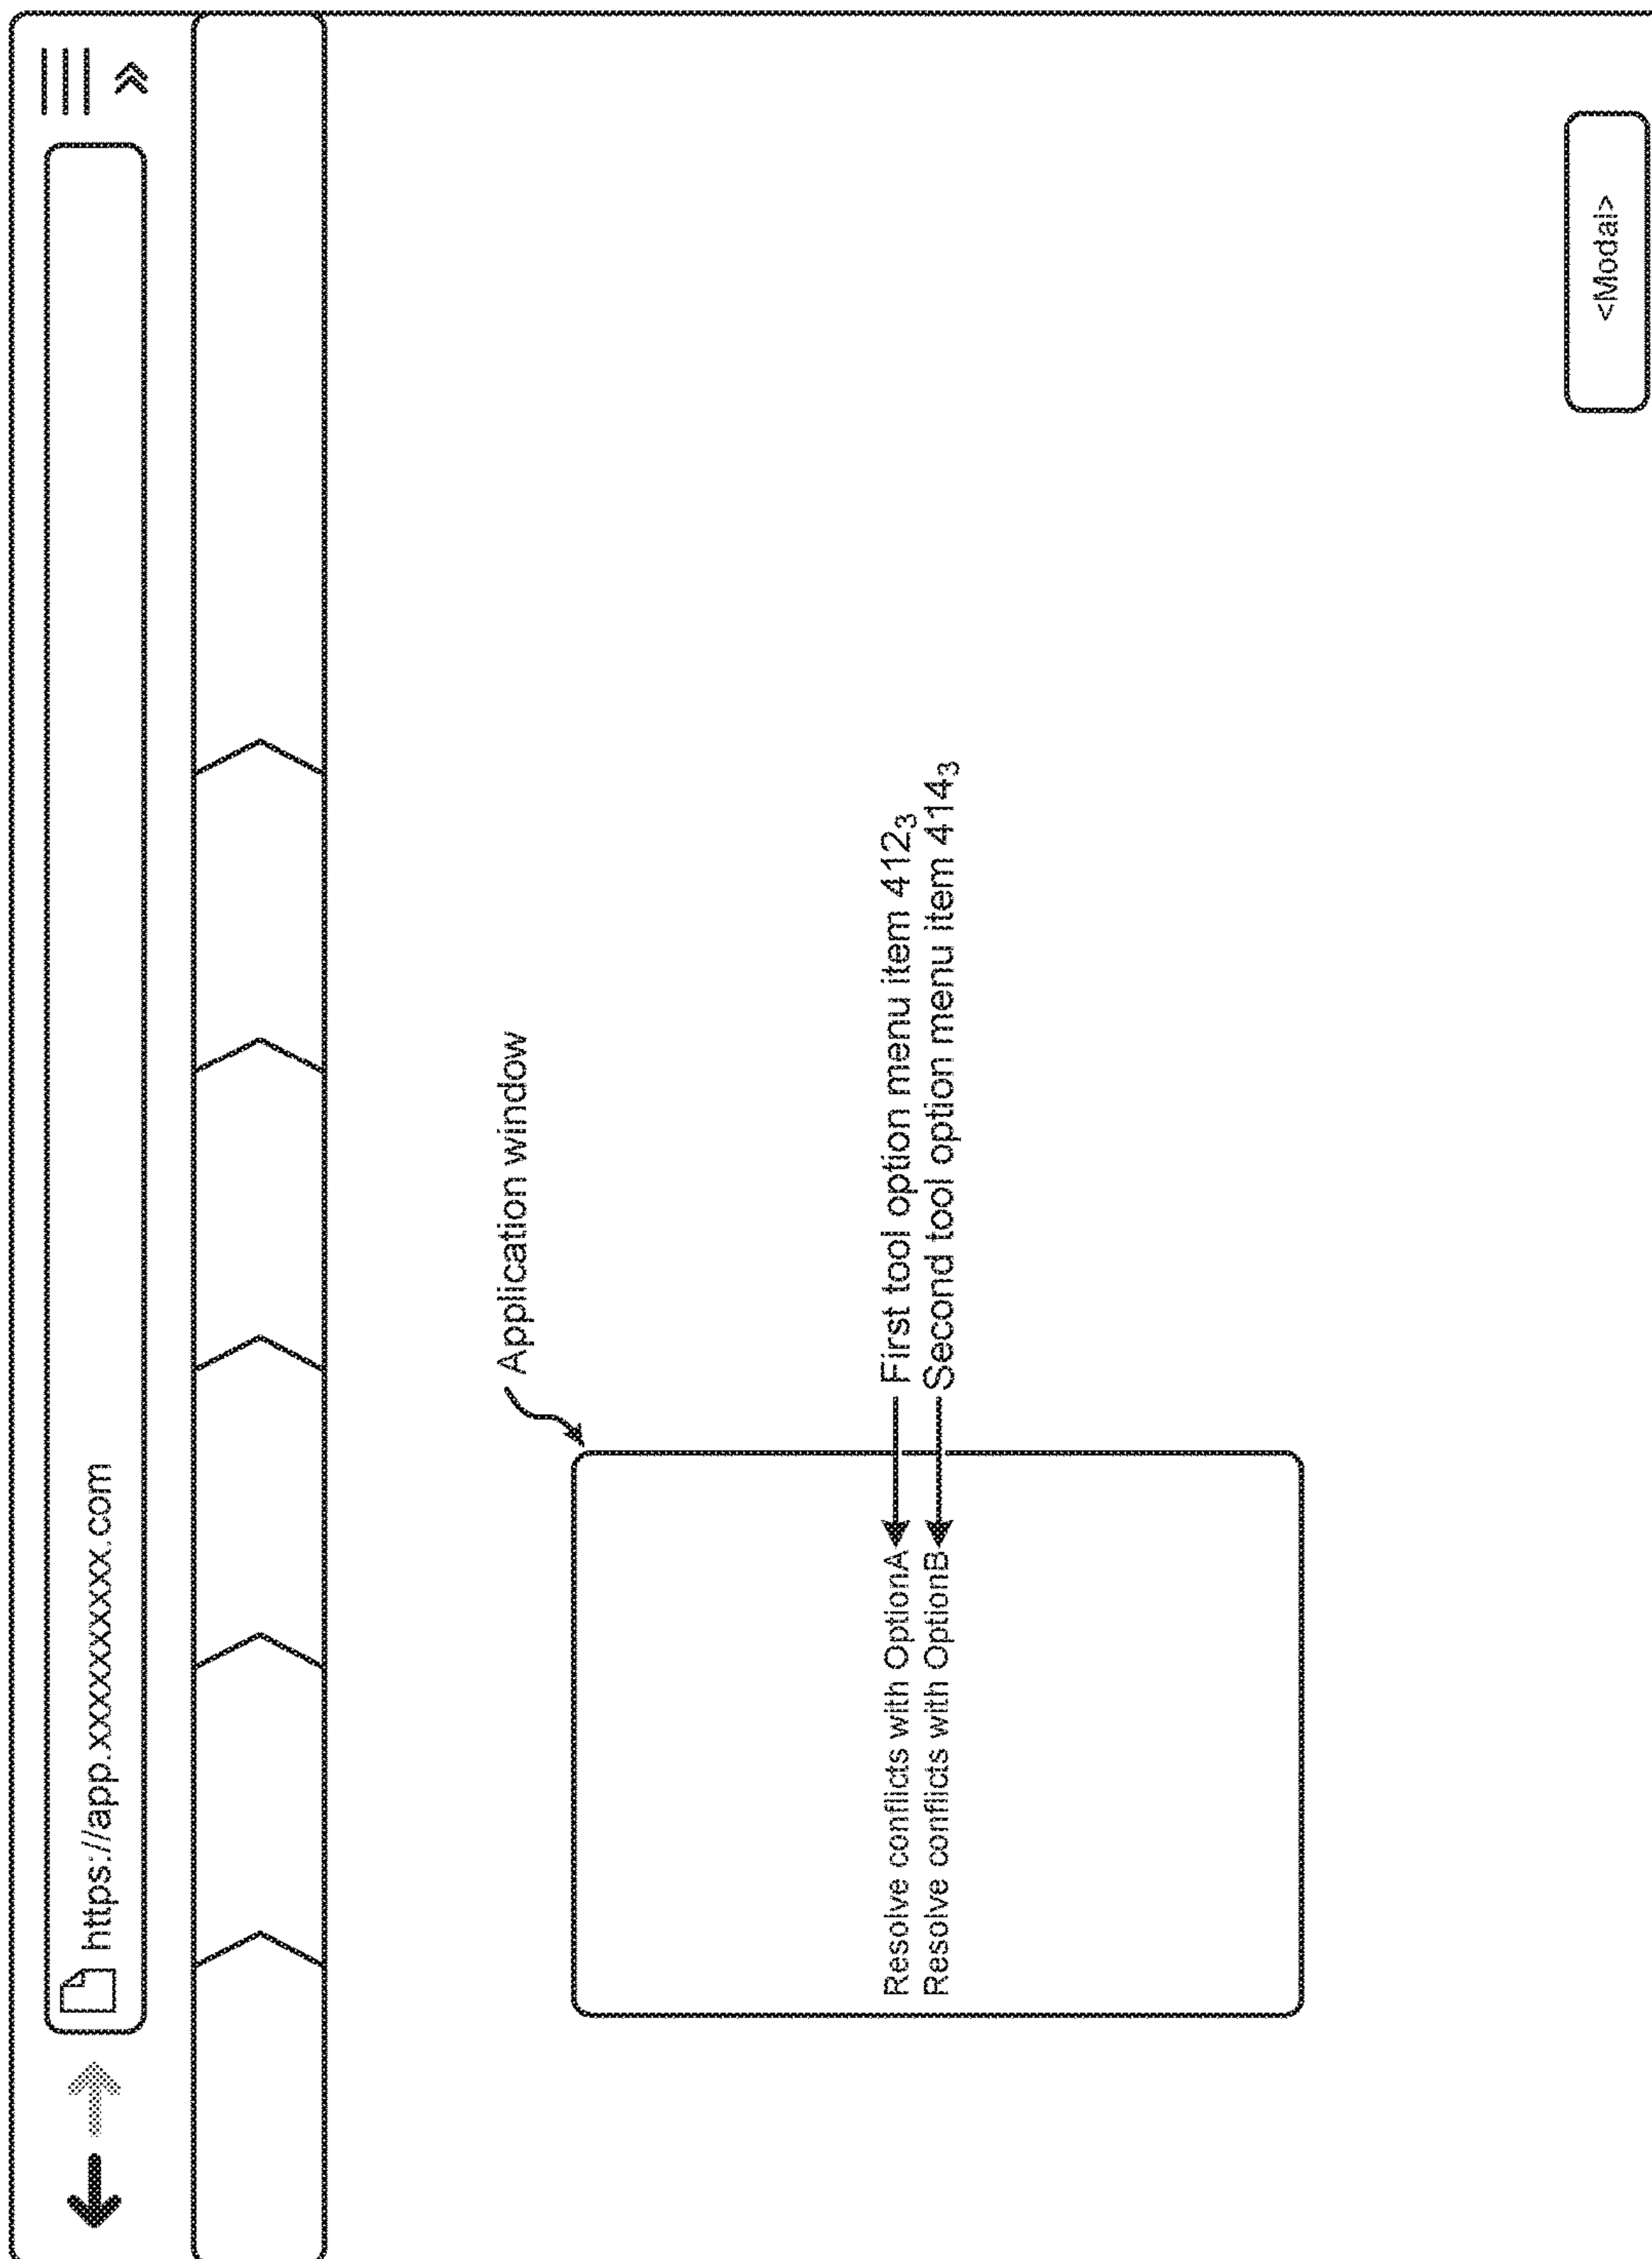 https://app.xxxxxxxxxx.com
Application window
Resolve conflicts with OptionA
First tool option menu item 412₃
Resolve conflicts with OptionB
Second tool option menu item 414₃
<Modal>